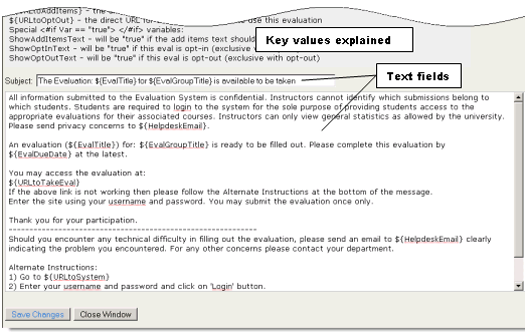 ${URLtoOptOut} - the direct URL
use this evaluation
Special <#if Var == "true"> </#if> variables:
ShowAddItemsText - will be "true" if the add items text should
ShowOptInText - will be "true" if this eval is opt-in (exclusive
ShowOptOutText - will be "true" if this eval is opt-out (exclusive with opt-out)
Key values explained
Text fields
Subject: The Evaluation: ${EvalTitle} for ${EvalGroupTitle} is available to be taken
All information submitted to the Evaluation System is confidential. Instructors cannot identify which submissions belong to
which students. Students are required to login to the system for the sole purpose of providing students access to the
appropriate evaluations for their associated courses. Instructors can only view general statistics as allowed by the university.
Please send privacy concerns to ${HelpdeskEmail}.
An evaluation (${EvalTitle}) for: ${EvalGroupTitle} is ready to be filled out. Please complete this evaluation by
${EvalDueDate} at the latest.
You may access the evaluation at:
${URLtoTakeEval}
If the above link is not working then please follow the Alternate Instructions at the bottom of the message.
Enter the site using your username and password. You may submit the evaluation once only.
Thank you for your participation.
------------------------------------------------------------
Should you encounter any technical difficulty in filling out the evaluation, please send an email to ${HelpdeskEmail} clearly
indicating the problem you encountered. For any other concerns please contact your department.
Alternate Instructions:
1) Go to ${URLtoSystem}
2) Enter your username and password and click on 'Login' button.
Save Changes
Close Window